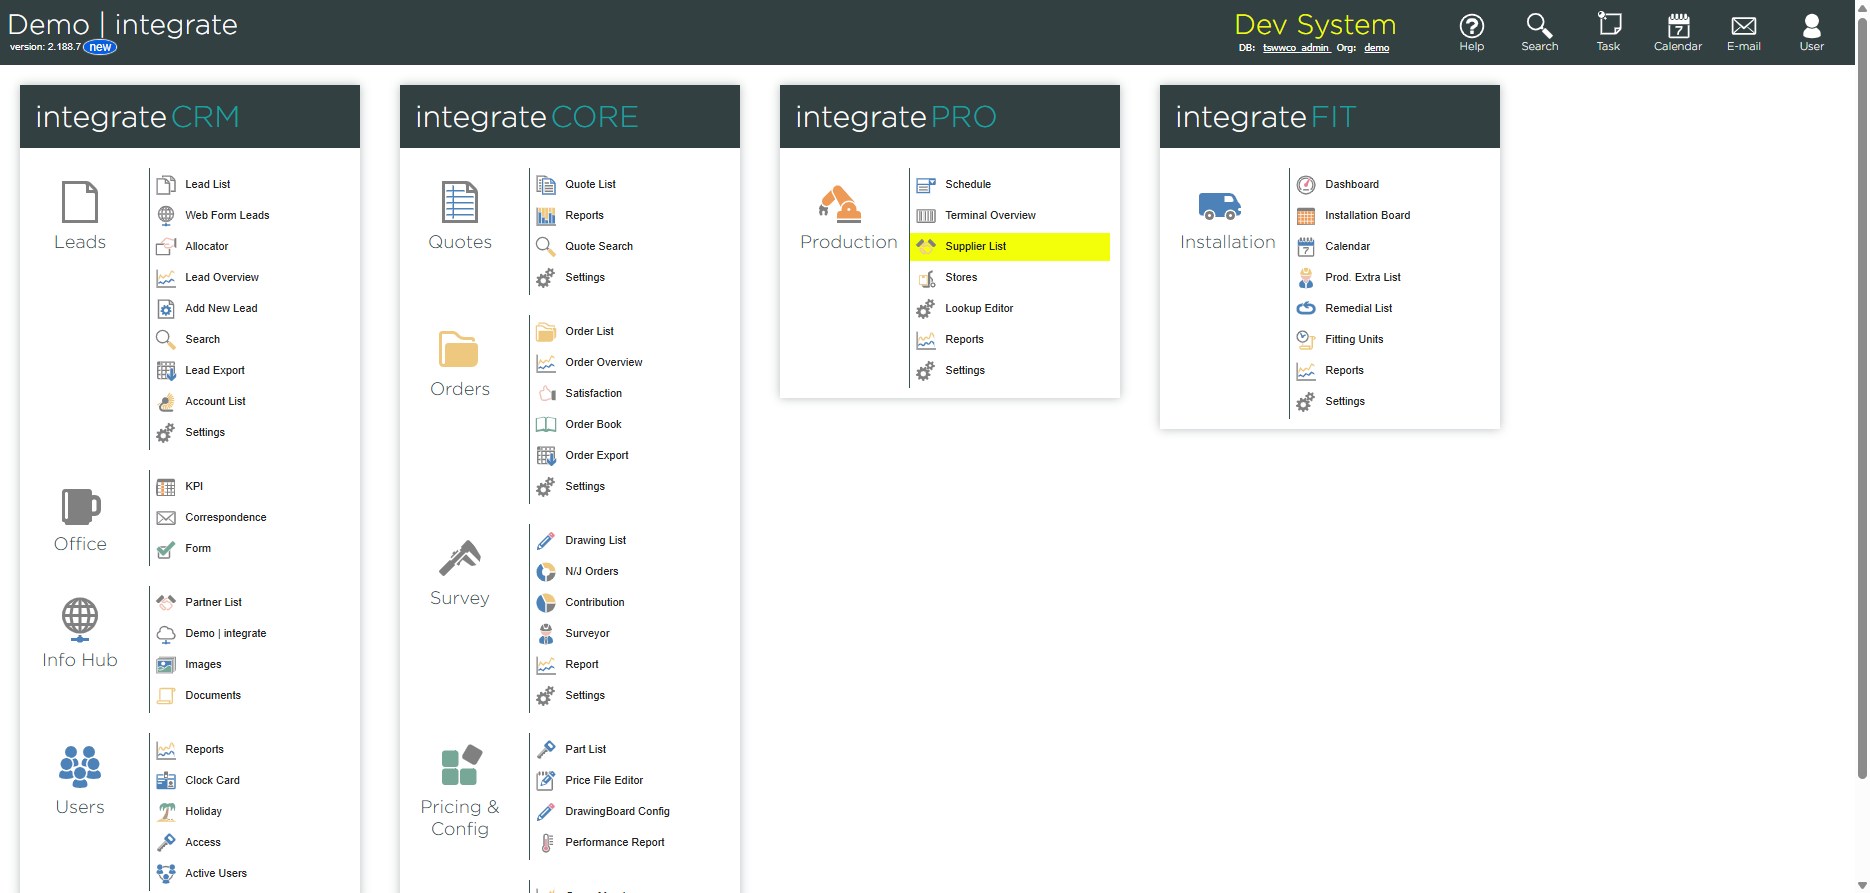 Demo | integrate
version: 2.188.7 new
Dev System
DB: tswwco_admin Org: demo
Help
Search
Task
Calendar
E-mail
User
integrate CRM
Leads
Lead List
Web Form Leads
Allocator
Lead Overview
Add New Lead
Search
Lead Export
Account List
Settings
Office
KPI
Correspondence
Form
Info Hub
Partner List
Demo | integrate
Images
Documents
Users
Reports
Clock Card
Holiday
Access
Active Users
integrate CORE
Quotes
Quote List
Reports
Quote Search
Settings
Orders
Order List
Order Overview
Satisfaction
Order Book
Order Export
Settings
Survey
Drawing List
N/J Orders
Contribution
Surveyor
Report
Settings
Pricing &
Config
Part List
Price File Editor
DrawingBoard Config
Performance Report
integrate PRO
Production
Schedule
Terminal Overview
Supplier List
Stores
Lookup Editor
Reports
Settings
integrate FIT
Installation
Dashboard
Installation Board
Calendar
Prod. Extra List
Remedial List
Fitting Units
Reports
Settings